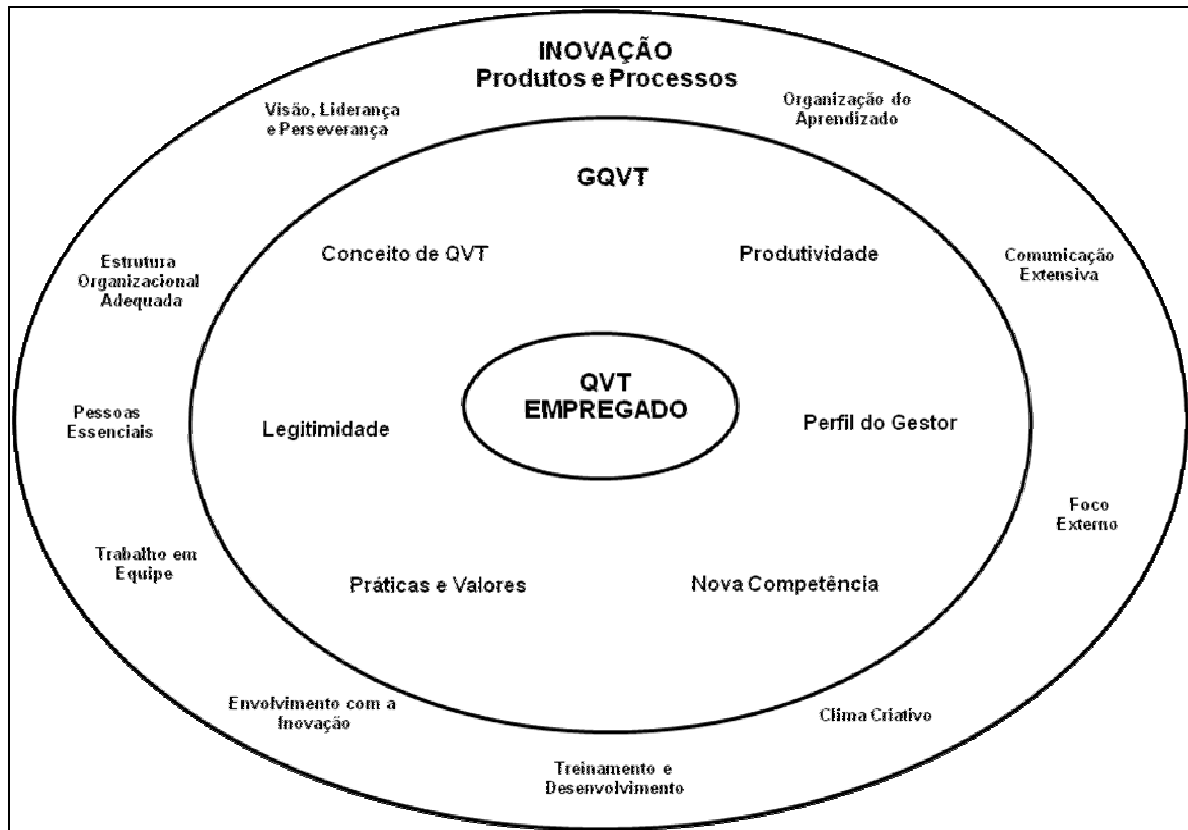 INOVAÇÃO
Produtos e Processos
Visão, Liderança
e Perseverança
Organização do
Aprendizado
GQVT
Conceito de QVT
Produtividade
Estrutura
Organizacional
Adequada
Comunicação
Extensiva
QVT
EMPREGADO
Pessoas
Essenciais
Legitimidade
Perfil do Gestor
Foco
Externo
Trabalho em
Equipe
Práticas e Valores
Nova Competência
Envolvimento com a
Inovação
Clima Criativo
Treinamento e
Desenvolvimento